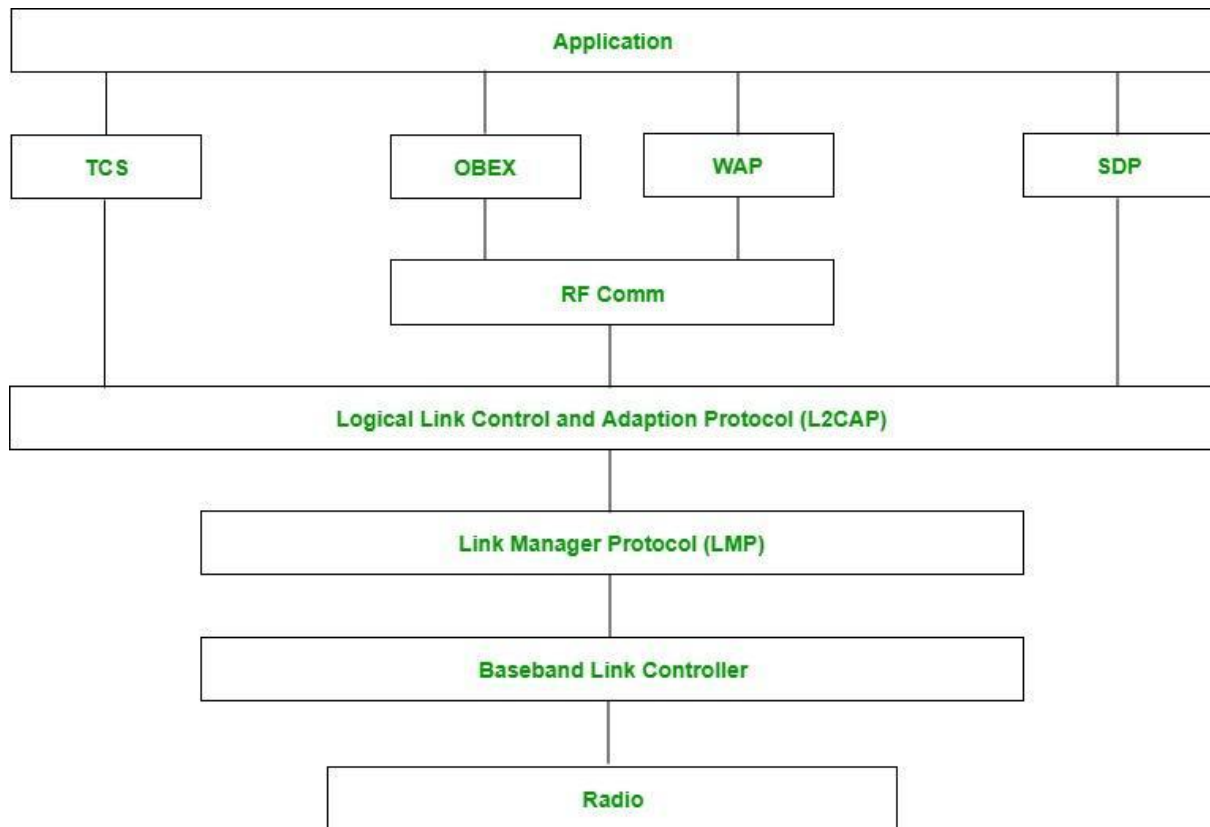 Application
TCS
OBEX
WAP
SDP
RF Comm
Logical Link Control and Adaption Protocol (L2CAP)
Link Manager Protocol (LMP)
Baseband Link Controller
Radio